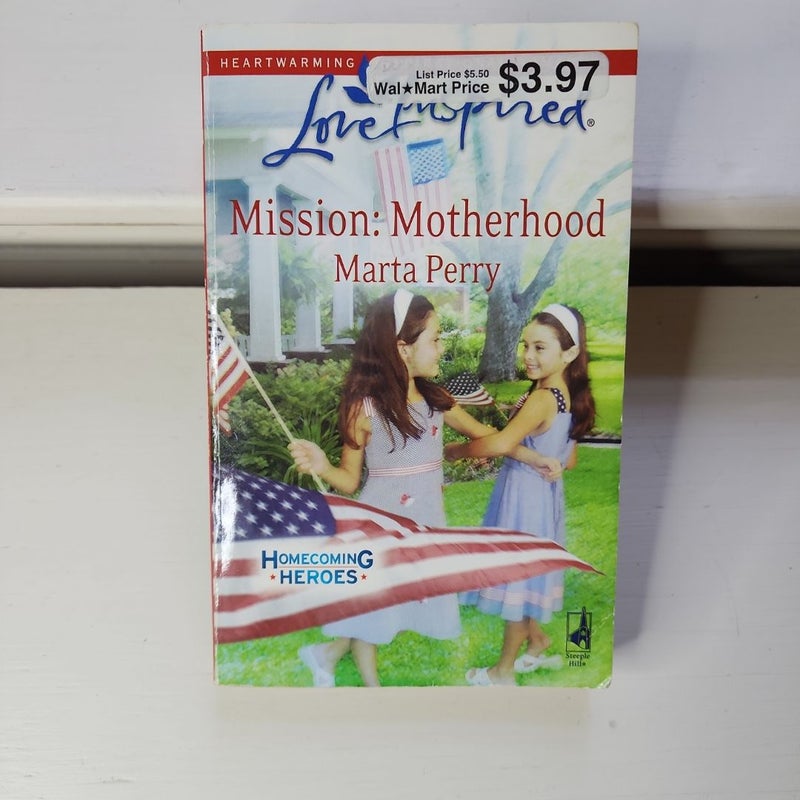 HEARTWARMING
List Price $5.50
Wal★Mart Price $3.97
Love Inspired®
Mission: Motherhood
Marta Perry
HOMECOMING
★ HEROES ★
Steeple
Hill®